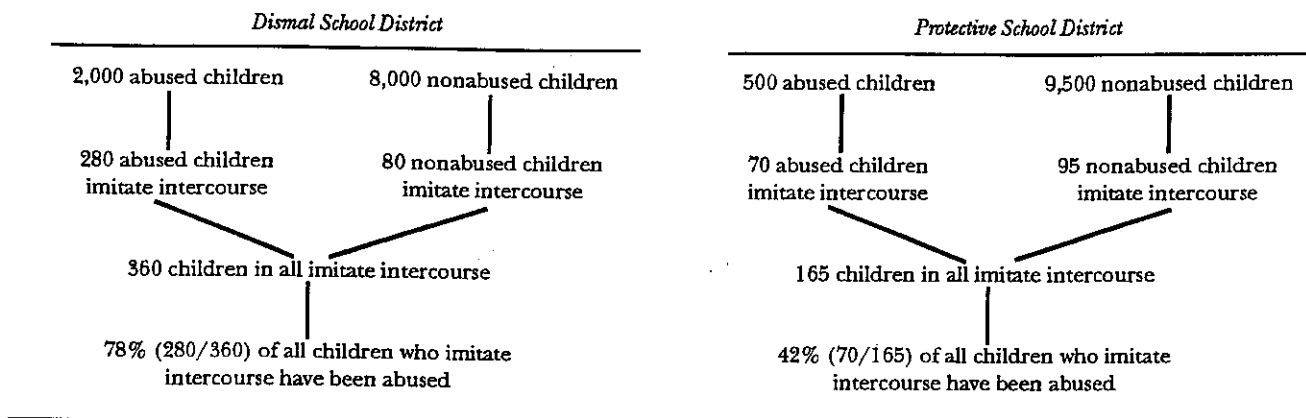 Dismal School District
2,000 abused children
8,000 nonabused children
280 abused children
imitate intercourse
80 nonabused children
imitate intercourse
360 children in all imitate intercourse
78% (280/360) of all children who imitate
intercourse have been abused
Protective School District
500 abused children
9,500 nonabused children
70 abused children
imitate intercourse
95 nonabused children
imitate intercourse
165 children in all imitate intercourse
42% (70/165) of all children who imitate
intercourse have been abused